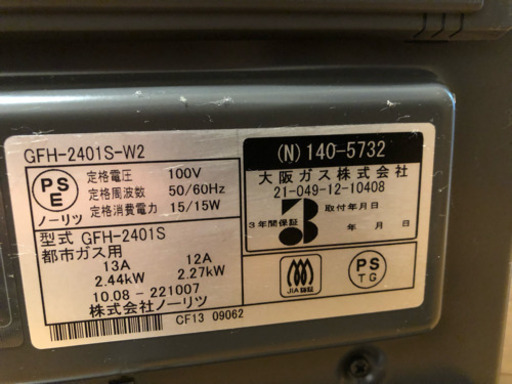 GFH-2401S-W2
PS
E
ノーリツ
定格電圧 100V
定格周波数 50/60Hz
定格消費電力 15/15W
型式 GFH-2401S
都市ガス用
13A 12A
2.44kW 2.27kW
10.08-221007
株式会社ノーリツ
CF13 09062
(N) 140-5732
大阪ガス株式会社
21-049-12-10408
3年間保証
3
取付年月日
年 月 日
JIA 認証
PS
TG